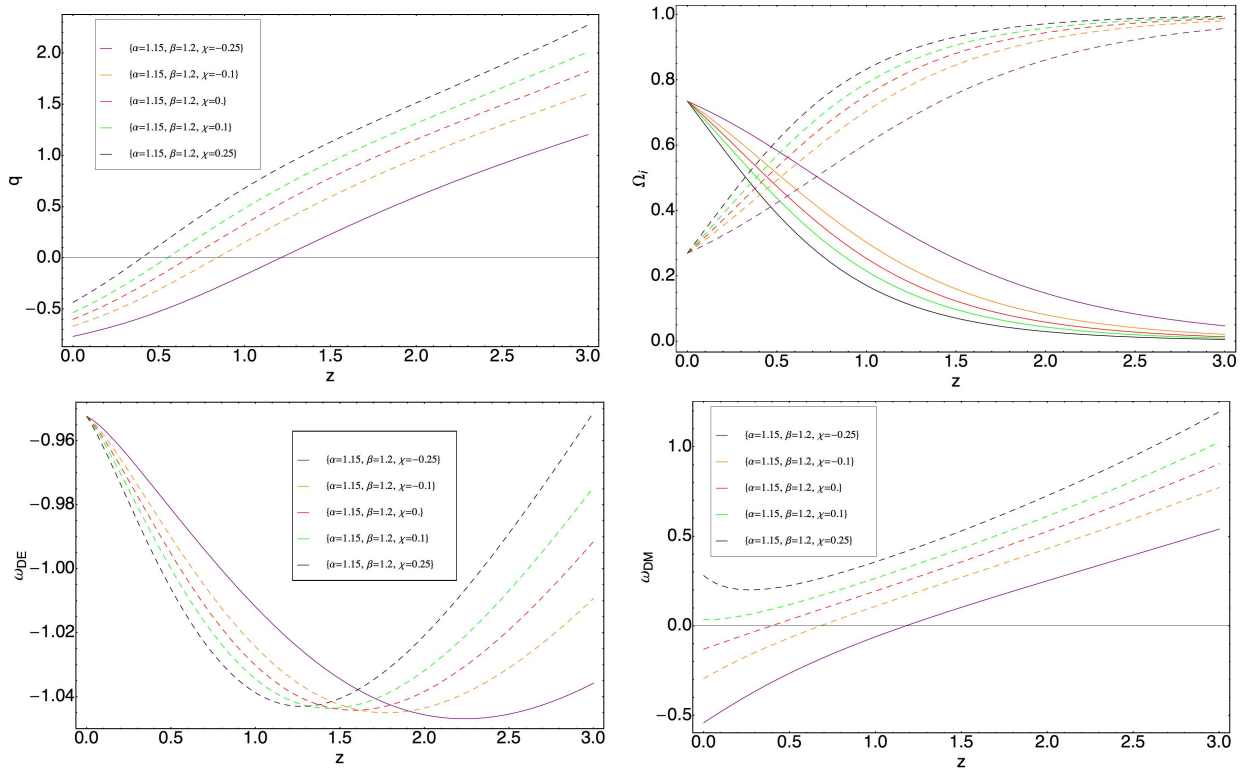 {α=1.15, β=1.2, χ=−0.25}
{α=1.15, β=1.2, χ=−0.1}
{α=1.15, β=1.2, χ=0.}
{α=1.15, β=1.2, χ=0.1}
{α=1.15, β=1.2, χ=0.25}
2.0
1.5
1.0
0.5
0.0
−0.5
q
0.0 0.5 1.0 1.5 2.0 2.5 3.0
z
1.0
0.8
0.6
0.4
0.2
0.0
Ωi
0.0 0.5 1.0 1.5 2.0 2.5 3.0
z
−0.96
−0.98
−1.00
−1.02
−1.04
ωDE
{α=1.15, β=1.2, χ=−0.25}
{α=1.15, β=1.2, χ=−0.1}
{α=1.15, β=1.2, χ=0.}
{α=1.15, β=1.2, χ=0.1}
{α=1.15, β=1.2, χ=0.25}
0.0 0.5 1.0 1.5 2.0 2.5 3.0
z
{α=1.15, β=1.2, χ=−0.25}
{α=1.15, β=1.2, χ=−0.1}
{α=1.15, β=1.2, χ=0.}
{α=1.15, β=1.2, χ=0.1}
{α=1.15, β=1.2, χ=0.25}
1.0
0.5
0.0
−0.5
ωDM
0.0 0.5 1.0 1.5 2.0 2.5 3.0
z